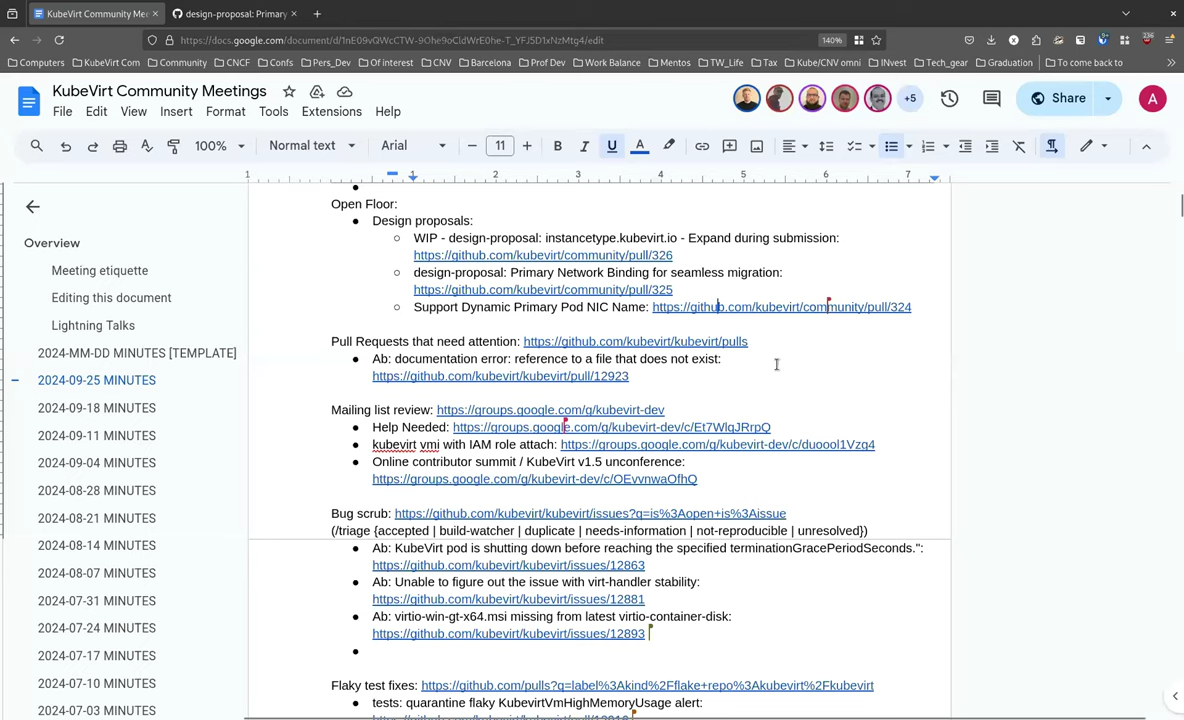 KubeVirt Community Mee
design-proposal: Primary
https://docs.google.com/document/d/1nE09vQWcCTW-9Ohe9oCldWrE0he-T_YFJ5D1xNzMtg4/edit
140%
236
Computers
KubeVirt Com
Community
CNCF
Confs
Pers_Dev
Of interest
CNV
Barcelona
Prof Dev
Work Balance
Mentos
TW_Life
Tax
Kube/CNV omni
INvest
Tech_gear
Graduation
To come back to
KubeVirt Community Meetings
File Edit View Insert Format Tools Extensions Help
+5
Share
A
100%
Normal text
Arial
11
B I U A
1 1 2 3 4 5 6 7
Overview
Meeting etiquette
Editing this document
Lightning Talks
2024-MM-DD MINUTES [TEMPLATE]
2024-09-25 MINUTES
2024-09-18 MINUTES
2024-09-11 MINUTES
2024-09-04 MINUTES
2024-08-28 MINUTES
2024-08-21 MINUTES
2024-08-14 MINUTES
2024-08-07 MINUTES
2024-07-31 MINUTES
2024-07-24 MINUTES
2024-07-17 MINUTES
2024-07-10 MINUTES
2024-07-03 MINUTES
Open Floor:
Design proposals:
WIP - design-proposal: instancetype.kubevirt.io - Expand during submission:
https://github.com/kubevirt/community/pull/326
design-proposal: Primary Network Binding for seamless migration:
https://github.com/kubevirt/community/pull/325
Support Dynamic Primary Pod NIC Name: https://github.com/kubevirt/community/pull/324
Pull Requests that need attention: https://github.com/kubevirt/kubevirt/pulls
Ab: documentation error: reference to a file that does not exist:
https://github.com/kubevirt/kubevirt/pull/12923
Mailing list review: https://groups.google.com/g/kubevirt-dev
Help Needed: https://groups.google.com/g/kubevirt-dev/c/Et7WlqJRrpQ
kubevirt vmi with IAM role attach: https://groups.google.com/g/kubevirt-dev/c/duoool1Vzq4
Online contributor summit / KubeVirt v1.5 unconference:
https://groups.google.com/g/kubevirt-dev/c/OEvvnwaOfhQ
Bug scrub: https://github.com/kubevirt/kubevirt/issues?q=is%3Aopen+is%3Aissue
(/triage {accepted | build-watcher | duplicate | needs-information | not-reproducible | unresolved})
Ab: KubeVirt pod is shutting down before reaching the specified terminationGracePeriodSeconds.":
https://github.com/kubevirt/kubevirt/issues/12863
Ab: Unable to figure out the issue with virt-handler stability:
https://github.com/kubevirt/kubevirt/issues/12881
Ab: virtio-win-gt-x64.msi missing from latest virtio-container-disk:
https://github.com/kubevirt/kubevirt/issues/12893
Flaky test fixes: https://github.com/pulls?q=label%3Akind%2Fflake+repo%3Akubevirt%2Fkubevirt
tests: quarantine flaky KubevirtVmHighMemoryUsage alert: